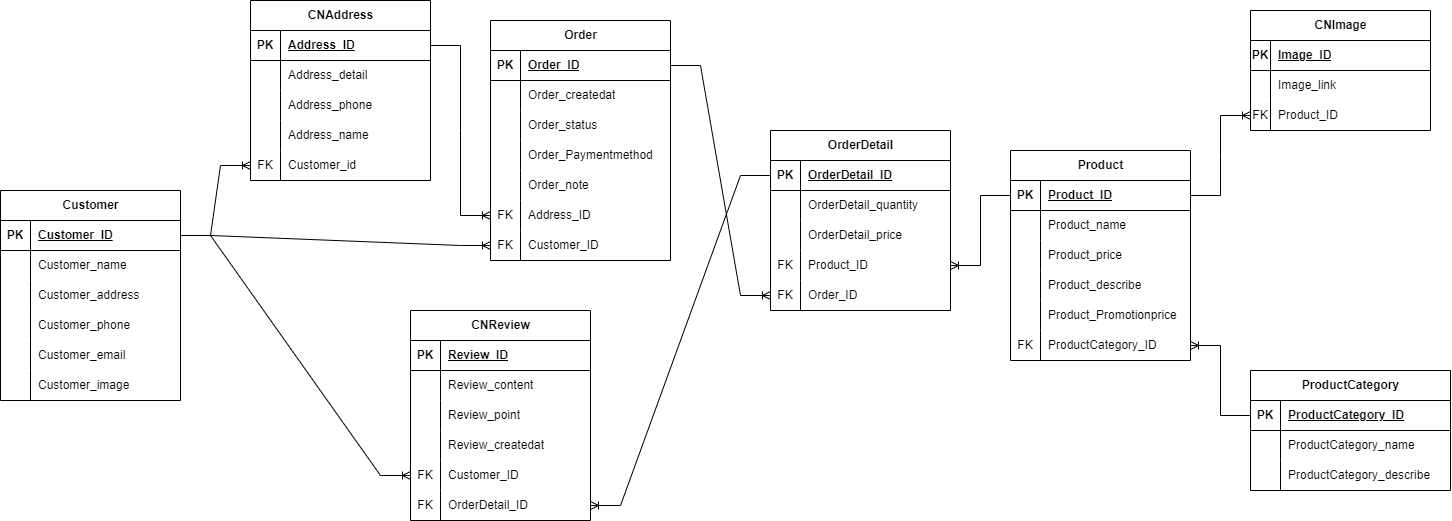 CNAddress
PK Address_ID
Address_detail
Address_phone
Address_name
FK Customer_id
Order
PK Order_ID
Order_createdat
Order_status
Order_Paymentmethod
Order_note
FK Address_ID
FK Customer_ID
CNImage
PK Image_ID
Image_link
FK Product_ID
OrderDetail
PK OrderDetail_ID
OrderDetail_quantity
OrderDetail_price
FK Product_ID
FK Order_ID
Product
PK Product_ID
Product_name
Product_price
Product_describe
Product_Promotionprice
FK ProductCategory_ID
Customer
PK Customer_ID
Customer_name
Customer_address
Customer_phone
Customer_email
Customer_image
CNReview
PK Review_ID
Review_content
Review_point
Review_createdat
FK Customer_ID
FK OrderDetail_ID
ProductCategory
PK ProductCategory_ID
ProductCategory_name
ProductCategory_describe